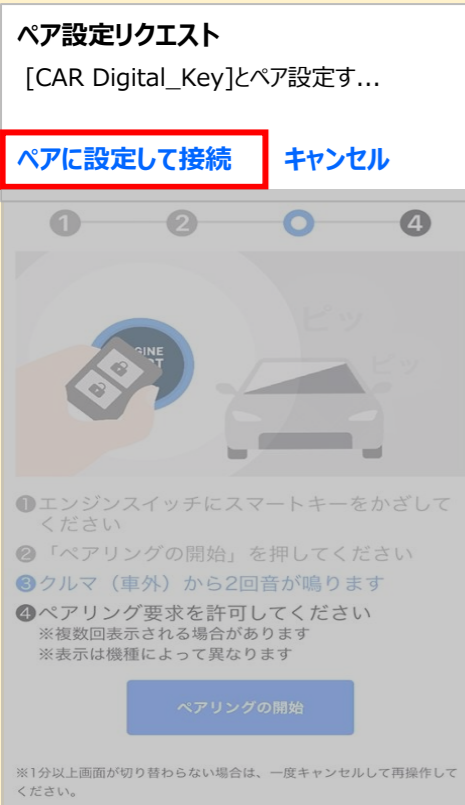 ペア設定リクエスト
[CAR Digital_Key]とペア設定す...
ペアに設定して接続 キャンセル
1 2 4
ピッ
ピッ
❶エンジンスイッチにスマートキーをかざして
ください
❷「ペアリングの開始」を押してください
❸クルマ（車外）から2回音が鳴ります
❹ペアリング要求を許可してください
※複数回表示される場合があります
※表示は機種によって異なります
ペアリングの開始
※1分以上画面が切り替わらない場合は、一度キャンセルして再操作して
ください。